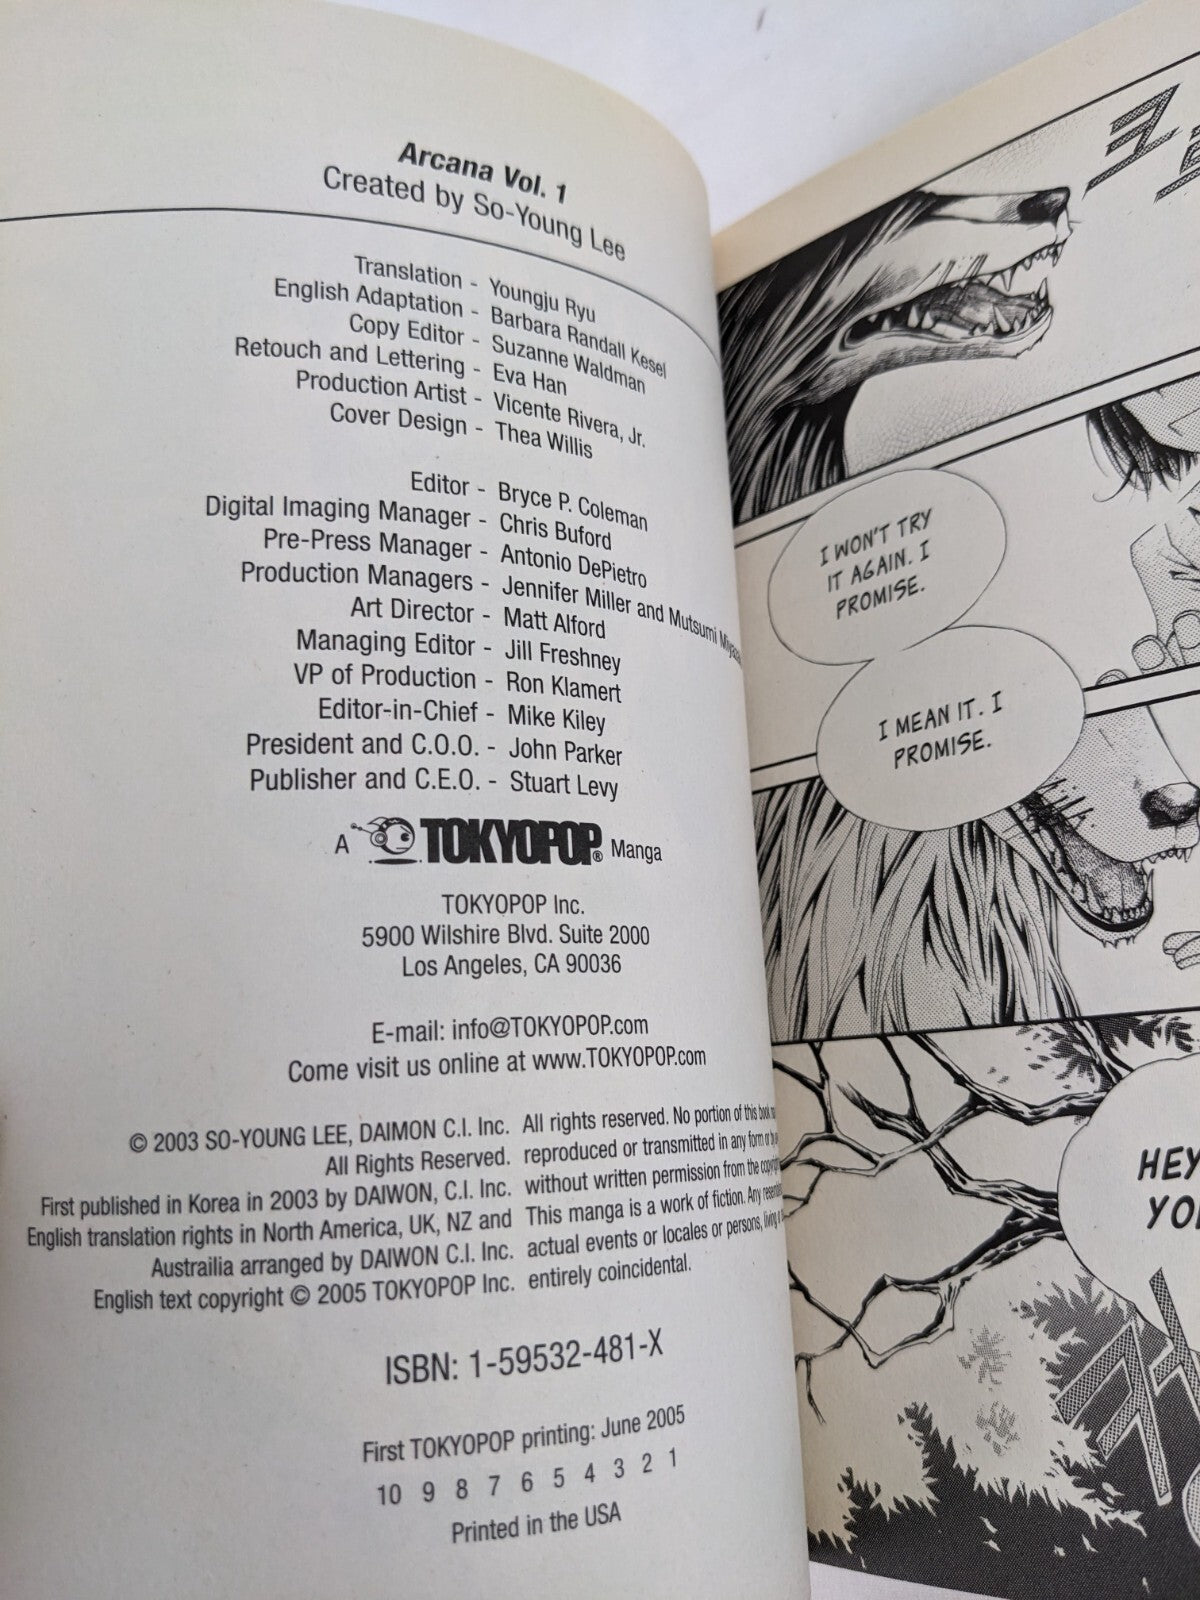 Arcana Vol. 1
Created by So-Young Lee
Translation - Youngju Ryu
English Adaptation - Barbara Randall Kesel
Copy Editor - Suzanne Waldman
Retouch and Lettering - Eva Han
Production Artist - Vicente Rivera, Jr.
Cover Design - Thea Willis
Editor - Bryce P. Coleman
Digital Imaging Manager - Chris Buford
Pre-Press Manager - Antonio DePietro
Production Managers - Jennifer Miller and Mutsumi
Art Director - Matt Alford
Managing Editor - Jill Freshney
VP of Production - Ron Klamert
Editor-in-Chief - Mike Kiley
President and C.O.O. - John Parker
Publisher and C.E.O. - Stuart Levy
A TOKYOPOP® Manga
TOKYOPOP Inc.
5900 Wilshire Blvd. Suite 2000
Los Angeles, CA 90036
E-mail: info@TOKYOPOP.com
Come visit us online at www.TOKYOPOP.com
© 2003 SO-YOUNG LEE, DAIMON C.I. Inc.
All Rights Reserved.
First published in Korea in 2003 by DAIWON, C.I. Inc.
English translation rights in North America, UK, NZ and
Austrailia arranged by DAIWON C.I. Inc.
English text copyright © 2005 TOKYOPOP Inc.
All rights reserved. No portion of this book
reproduced or transmitted in any form or by
without written permission from the
This manga is a work of fiction. Any
actual events or locales or persons, living
entirely coincidental.
ISBN: 1-59532-481-X
First TOKYOPOP printing: June 2005
10 9 8 7 6 5 4 3 2 1
Printed in the USA
크
I WON'T TRY
IT AGAIN. I
PROMISE.
I MEAN IT. I
PROMISE.
HEY